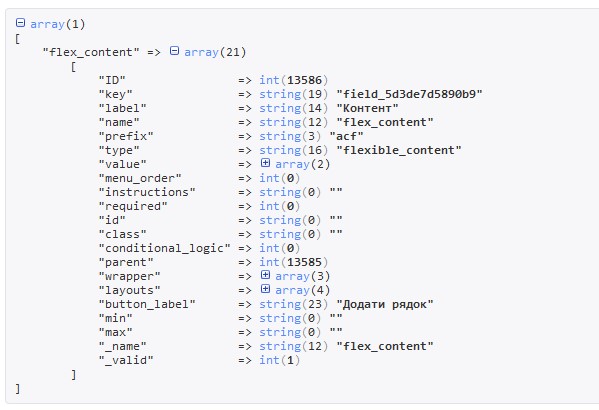 array(1)
[
"flex_content" => array(21)
[
"ID" => int(13586)
"key" => string(19) "field_5d3de7d5890b9"
"label" => string(14) "Контент"
"name" => string(12) "flex_content"
"prefix" => string(3) "acf"
"type" => string(16) "flexible_content"
"value" => array(2)
"menu_order" => int(0)
"instructions" => string(0) ""
"required" => int(0)
"id" => string(0) ""
"class" => string(0) ""
"conditional_logic" => int(0)
"parent" => int(13585)
"wrapper" => array(3)
"layouts" => array(4)
"button_label" => string(23) "Додати рядок"
"min" => string(0) ""
"max" => string(0) ""
"_name" => string(12) "flex_content"
"_valid" => int(1)
]
]